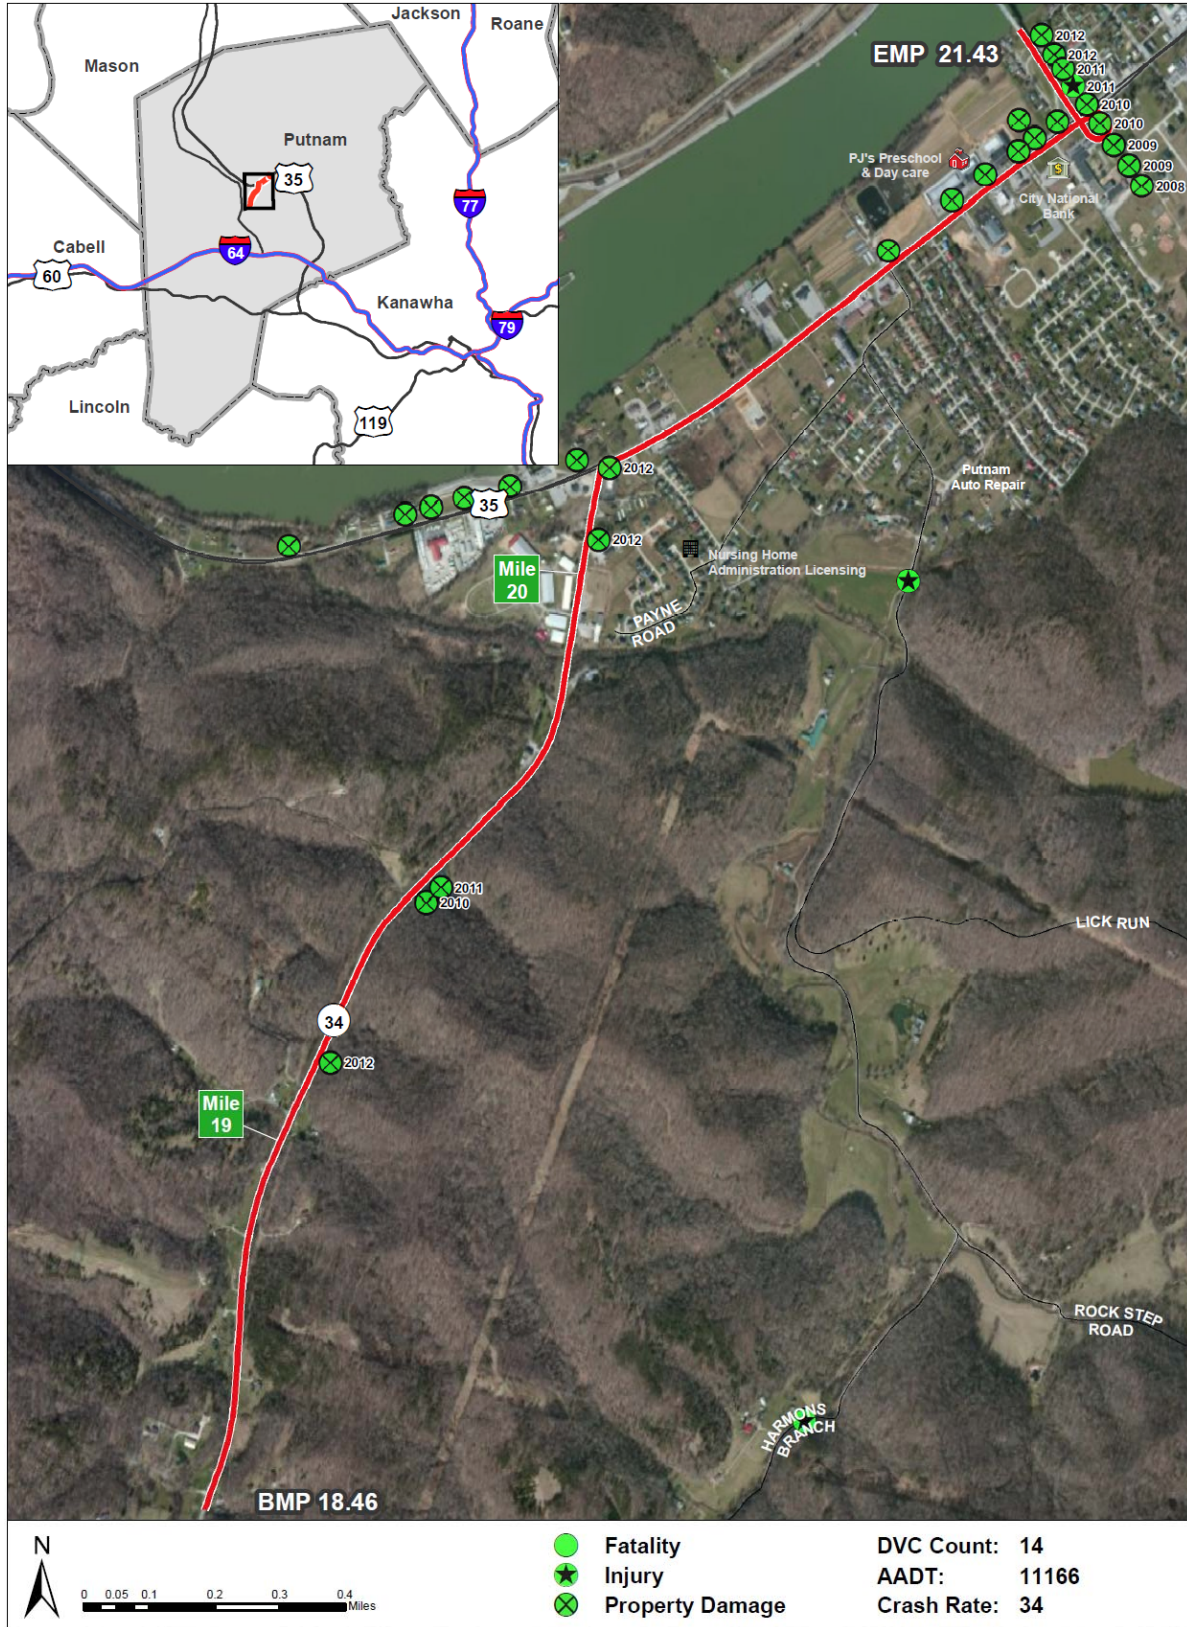 Jackson
Roane
Mason
Putnam
35
77
Cabell
64
60
Kanawha
79
Lincoln
119
EMP 21.43
2012
2012
2011
2011
2010
2010
2009
2009
2008
PJ's Preschool
& Day care
City National
Bank
Putnam
Auto Repair
2012
35
2012
Nursing Home
Administration Licensing
Mile
20
PAYNE
ROAD
2011
2010
LICK RUN
34
2012
Mile
19
ROCK STEP
ROAD
HARMONS
BRANCH
BMP 18.46
N
0 0.05 0.1 0.2 0.3 0.4
Miles
Fatality
Injury
Property Damage
DVC Count: 14
AADT: 11166
Crash Rate: 34